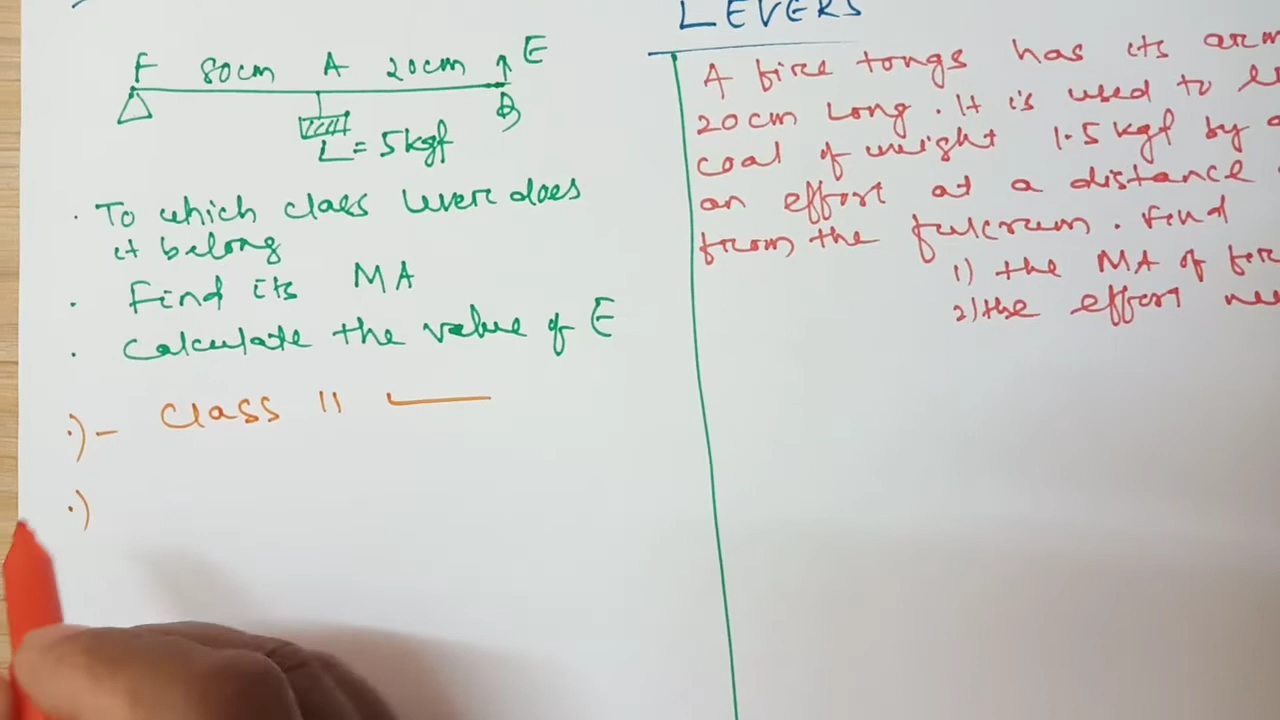 LEVERS
F 80cm A 20cm E
B
L = 5kgf
· To which class lever does
it belong
· Find its MA
· Calculate the value of E
·) - Class II
·)
A fire tongs has its arm
20cm long. It is used to
coal of weight 1.5kgf by
an effort at a distance
from the fulcrum. Find
1) the MA of
2) the effort